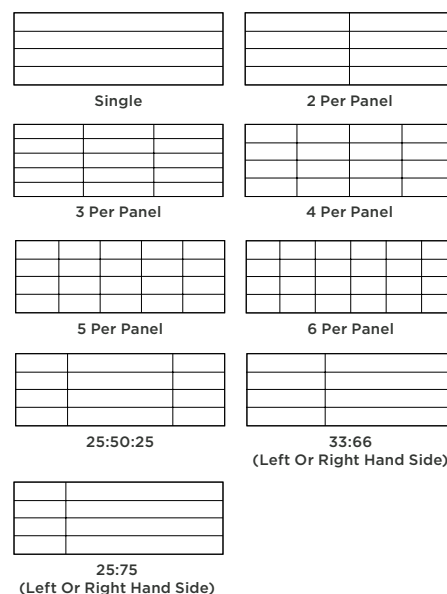 Single
2 Per Panel
3 Per Panel
4 Per Panel
5 Per Panel
6 Per Panel
25:50:25
33:66
(Left Or Right Hand Side)
25:75
(Left Or Right Hand Side)